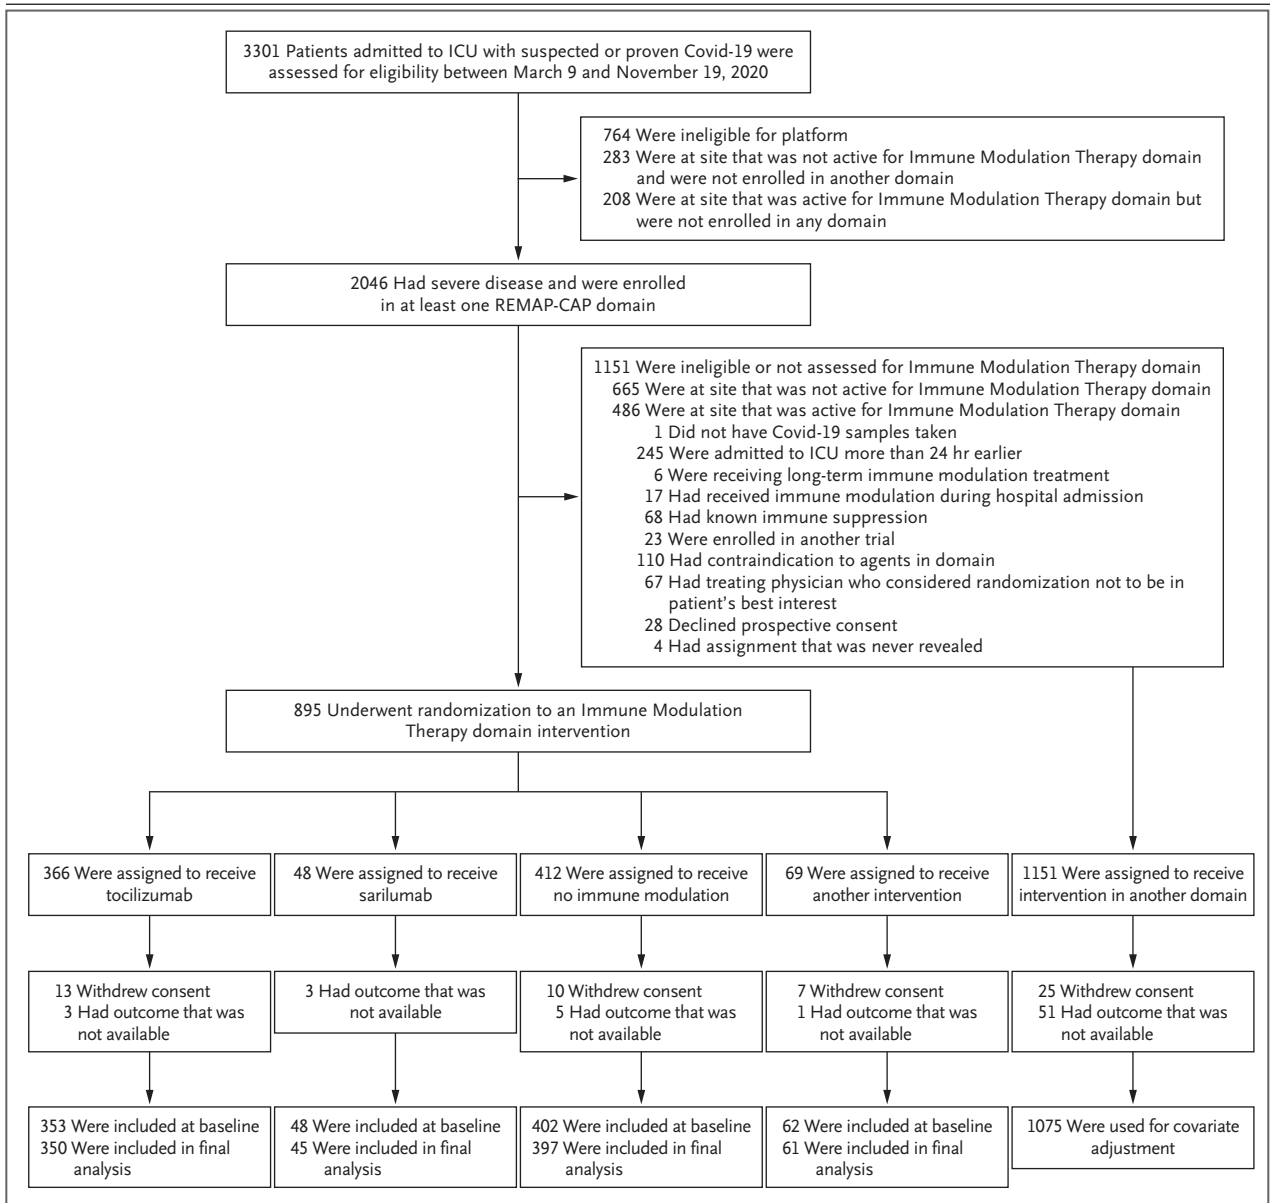 3301 Patients admitted to ICU with suspected or proven Covid-19 were
assessed for eligibility between March 9 and November 19, 2020
764 Were ineligible for platform
283 Were at site that was not active for Immune Modulation Therapy domain
and were not enrolled in another domain
208 Were at site that was active for Immune Modulation Therapy domain but
were not enrolled in any domain
2046 Had severe disease and were enrolled
in at least one REMAP-CAP domain
1151 Were ineligible or not assessed for Immune Modulation Therapy domain
665 Were at site that was not active for Immune Modulation Therapy domain
486 Were at site that was active for Immune Modulation Therapy domain
1 Did not have Covid-19 samples taken
245 Were admitted to ICU more than 24 hr earlier
6 Were receiving long-term immune modulation treatment
17 Had received immune modulation during hospital admission
68 Had known immune suppression
23 Were enrolled in another trial
110 Had contraindication to agents in domain
67 Had treating physician who considered randomization not to be in
patient's best interest
28 Declined prospective consent
4 Had assignment that was never revealed
895 Underwent randomization to an Immune Modulation
Therapy domain intervention
366 Were assigned to receive
tocilizumab
48 Were assigned to receive
sarilumab
412 Were assigned to receive
no immune modulation
69 Were assigned to receive
another intervention
1151 Were assigned to receive
intervention in another domain
13 Withdrew consent
3 Had outcome that was
not available
3 Had outcome that was
not available
10 Withdrew consent
5 Had outcome that was
not available
7 Withdrew consent
1 Had outcome that was
not available
25 Withdrew consent
51 Had outcome that was
not available
353 Were included at baseline
350 Were included in final
analysis
48 Were included at baseline
45 Were included in final
analysis
402 Were included at baseline
397 Were included in final
analysis
62 Were included at baseline
61 Were included in final
analysis
1075 Were used for covariate
adjustment